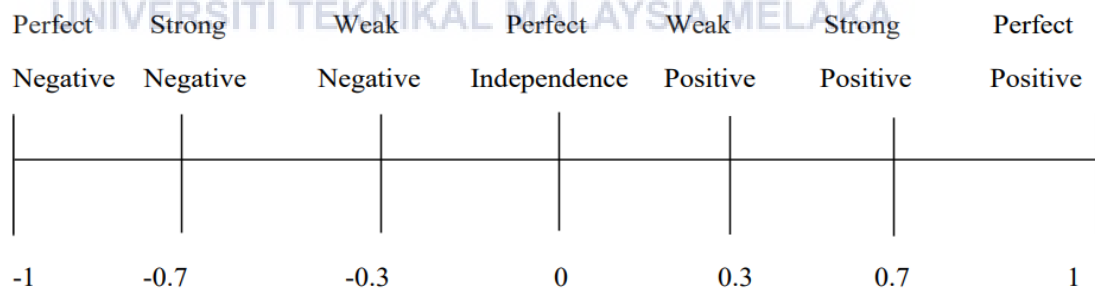 UNIVERSITI TEKNIKAL MALAYSIA MELAKA
Perfect Strong Weak Perfect Weak Strong Perfect
Negative Negative Negative Independence Positive Positive Positive
-1 -0.7 -0.3 0 0.3 0.7 1